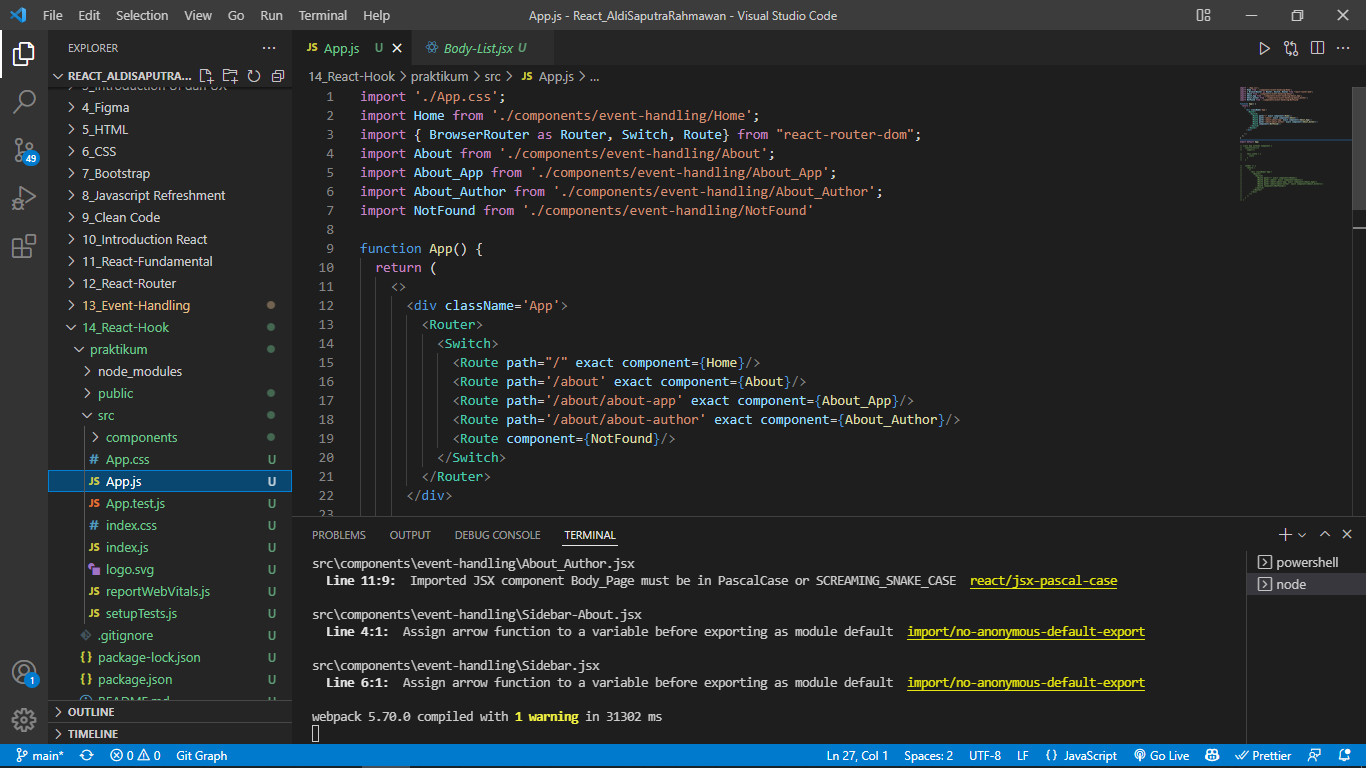 File Edit Selection View Go Run Terminal Help App.js - React_AldiSaputraRahmawan - Visual Studio Code
EXPLORER
REACT_ALDISAPUTRA...
5_Introduction UI dan UX
4_Figma
5_HTML
6_CSS
7_Bootstrap
8_Javascript Refreshment
9_Clean Code
10_Introduction React
11_React-Fundamental
12_React-Router
13_Event-Handling
14_React-Hook
praktikum
node_modules
public
src
components
# App.css U
JS App.js U
JS App.test.js U
# index.css U
JS index.js U
logo.svg U
JS reportWebVitals.js U
JS setupTests.js U
.gitignore U
{} package-lock.json U
{} package.json U
README.md U
OUTLINE
TIMELINE
49
1
JS App.js U Body-List.jsx U
14_React-Hook > praktikum > src > JS App.js > ...
1 import './App.css';
2 import Home from './components/event-handling/Home';
3 import { BrowserRouter as Router, Switch, Route} from "react-router-dom";
4 import About from './components/event-handling/About';
5 import About_App from './components/event-handling/About_App';
6 import About_Author from './components/event-handling/About_Author';
7 import NotFound from './components/event-handling/NotFound'
8
9 function App() {
10 return (
11 <>
12 <div className='App'>
13 <Router>
14 <Switch>
15 <Route path="/" exact component={Home}/>
16 <Route path='/about' exact component={About}/>
17 <Route path='/about/about-app' exact component={About_App}/>
18 <Route path='/about/about-author' exact component={About_Author}/>
19 <Route component={NotFound}/>
20 </Switch>
21 </Router>
22 </div>
23
PROBLEMS OUTPUT DEBUG CONSOLE TERMINAL
src\components\event-handling\About_Author.jsx
Line 11:9: Imported JSX component Body_Page must be in PascalCase or SCREAMING_SNAKE_CASE react/jsx-pascal-case
src\components\event-handling\Sidebar-About.jsx
Line 4:1: Assign arrow function to a variable before exporting as module default import/no-anonymous-default-export
src\components\event-handling\Sidebar.jsx
Line 6:1: Assign arrow function to a variable before exporting as module default import/no-anonymous-default-export
webpack 5.70.0 compiled with 1 warning in 31302 ms
powershell
node
main* 0 0 Git Graph Ln 27, Col 1 Spaces: 2 UTF-8 LF {} JavaScript Go Live Prettier